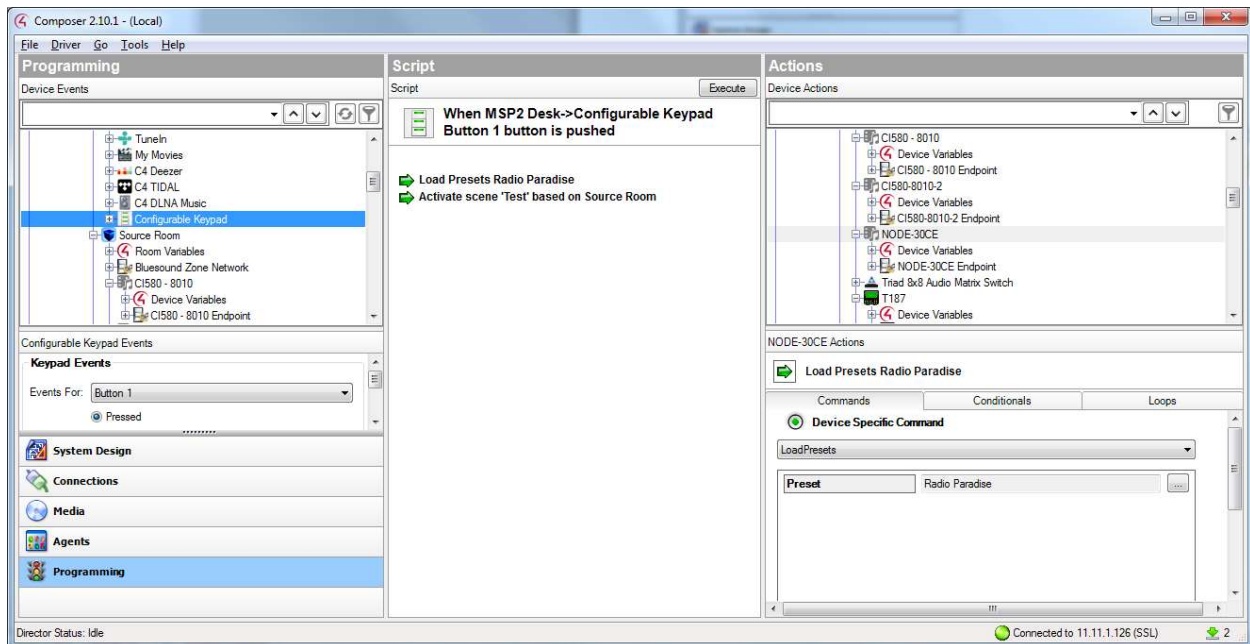 Composer 2.10.1 - (Local)
File Driver Go Tools Help
Programming
Device Events
TuneIn
My Movies
C4 Deezer
C4 TIDAL
C4 DLNA Music
Configurable Keypad
Source Room
Room Variables
Bluesound Zone Network
CI580 - 8010
Device Variables
CI580 - 8010 Endpoint
Configurable Keypad Events
Keypad Events
Events For: Button 1
Pressed
System Design
Connections
Media
Agents
Programming
Script
Script Execute
When MSP2 Desk->Configurable Keypad
Button 1 button is pushed
Load Presets Radio Paradise
Activate scene 'Test' based on Source Room
Actions
Device Actions
CI580 - 8010
Device Variables
CI580 - 8010 Endpoint
CI580-8010-2
Device Variables
CI580-8010-2 Endpoint
NODE-30CE
Device Variables
NODE-30CE Endpoint
Triad 8x8 Audio Matrix Switch
T187
Device Variables
NODE-30CE Actions
Load Presets Radio Paradise
Commands Conditionals Loops
Device Specific Command
LoadPresets
Preset Radio Paradise ...
Director Status: Idle
Connected to 11.11.1.126 (SSL) 2